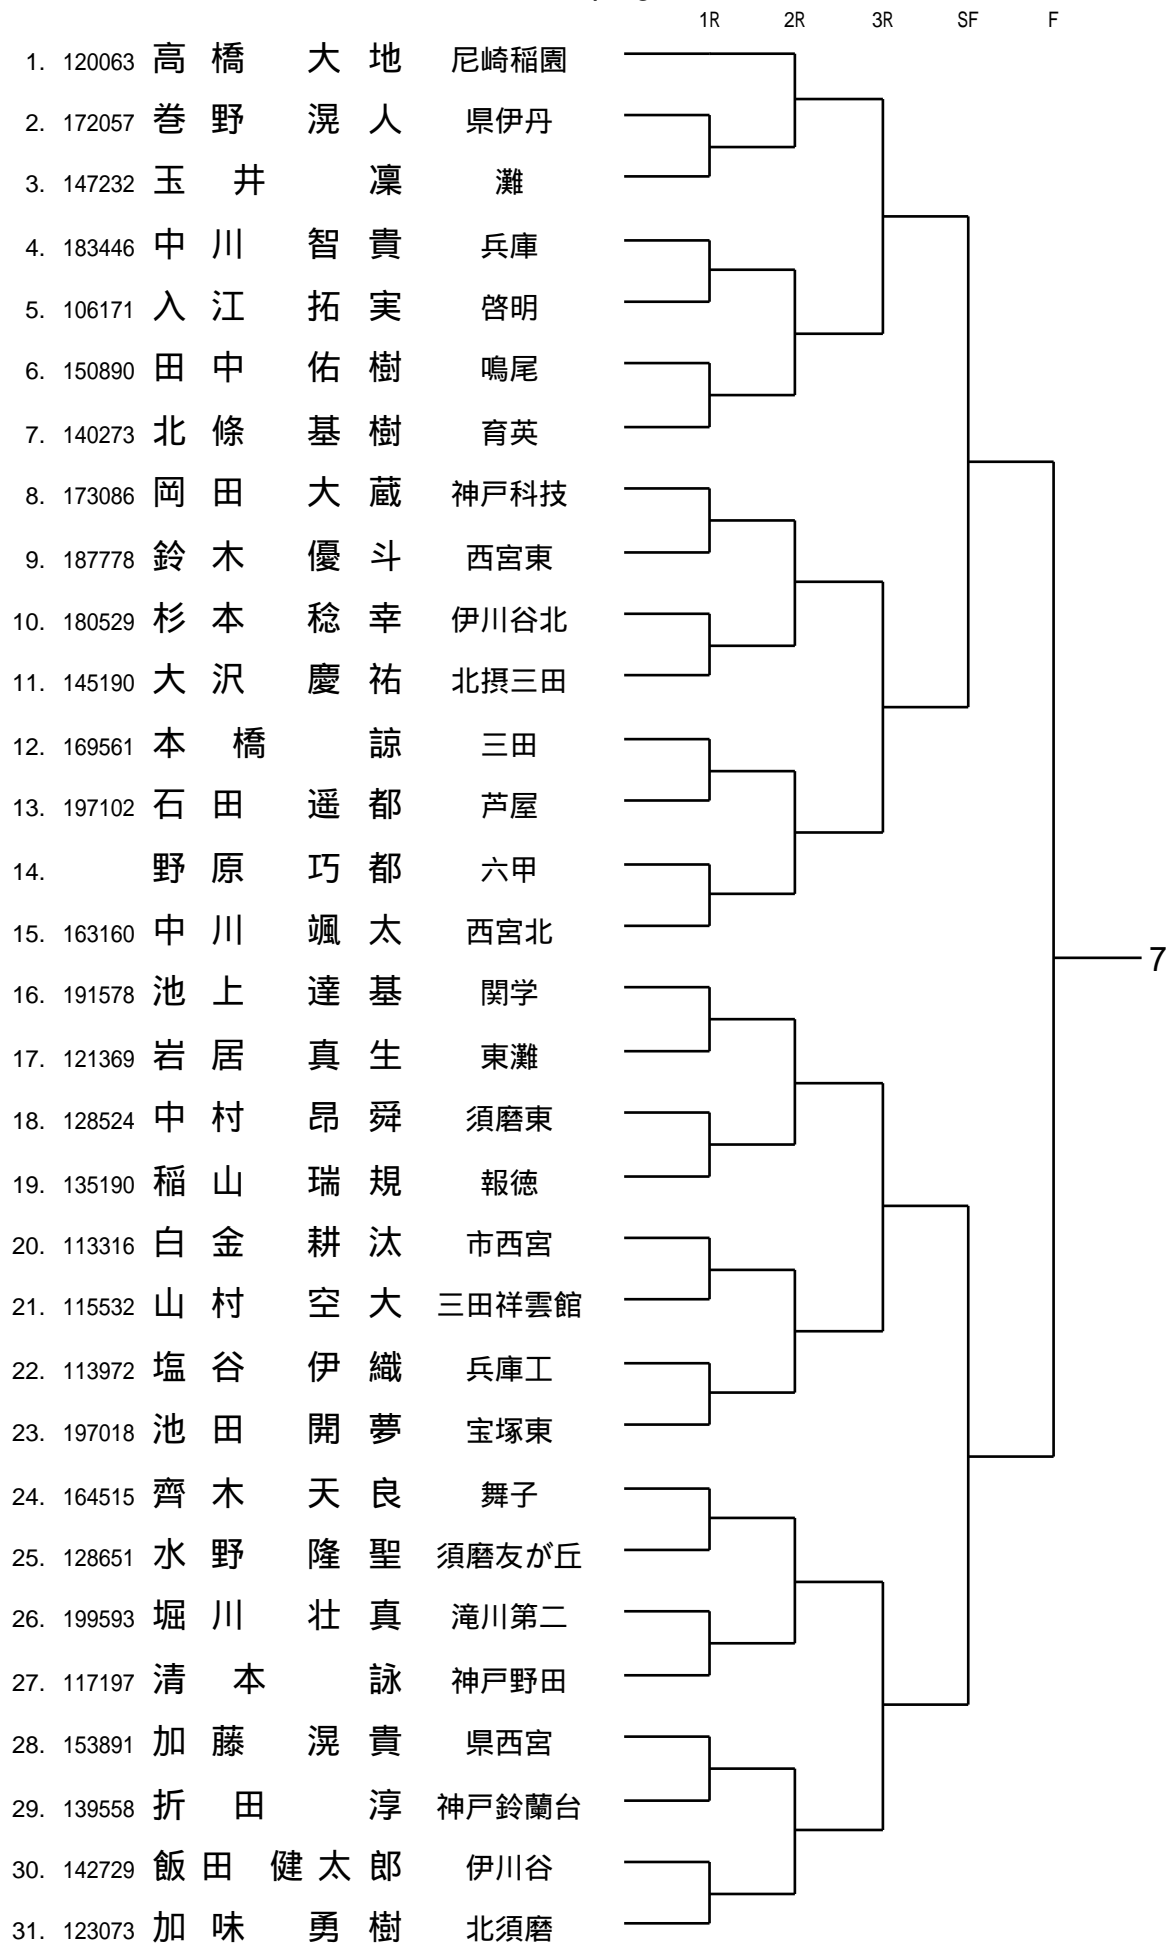 1R 2R 3R SF F
1. 120063 高橋 大地 尼崎稲園
2. 172057 巻野 滉人 県伊丹
3. 147232 玉井 凜 灘
4. 183446 中川 智貴 兵庫
5. 106171 入江 拓実 啓明
6. 150890 田中 佑樹 鳴尾
7. 140273 北條 基樹 育英
8. 173086 岡田 大蔵 神戸科技
9. 187778 鈴木 優斗 西宮東
10. 180529 杉本 稔幸 伊川谷北
11. 145190 大沢 慶祐 北摂三田
12. 169561 本橋 諒 三田
13. 197102 石田 遥都 芦屋
14. 野原 巧都 六甲
15. 163160 中川 颯太 西宮北
7
16. 191578 池上 達基 関学
17. 121369 岩居 真生 東灘
18. 128524 中村 昂舜 須磨東
19. 135190 稲山 瑞規 報徳
20. 113316 白金 耕汰 市西宮
21. 115532 山村 空大 三田祥雲館
22. 113972 塩谷 伊織 兵庫工
23. 197018 池田 開夢 宝塚東
24. 164515 齊木 天良 舞子
25. 128651 水野 隆聖 須磨友が丘
26. 199593 堀川 壮真 滝川第二
27. 117197 清本 詠 神戸野田
28. 153891 加藤 滉貴 県西宮
29. 139558 折田 淳 神戸鈴蘭台
30. 142729 飯田 健太郎 伊川谷
31. 123073 加味 勇樹 北須磨